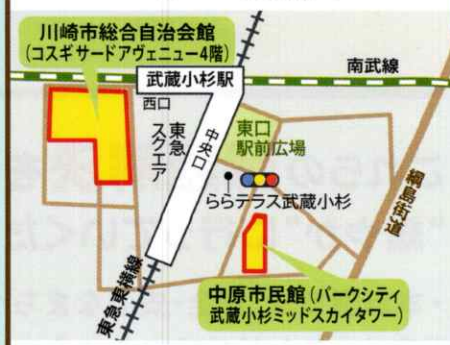 川崎市総合自治会館
(コスギサードアヴェニュー4階)
武蔵小杉駅
南武線
西口
東急
スクエア
中央口
東口
駅前広場
ららテラス武蔵小杉
綱島街道
東急東横線
中原市民館(パークシティ
武蔵小杉ミッドスカイタワー)